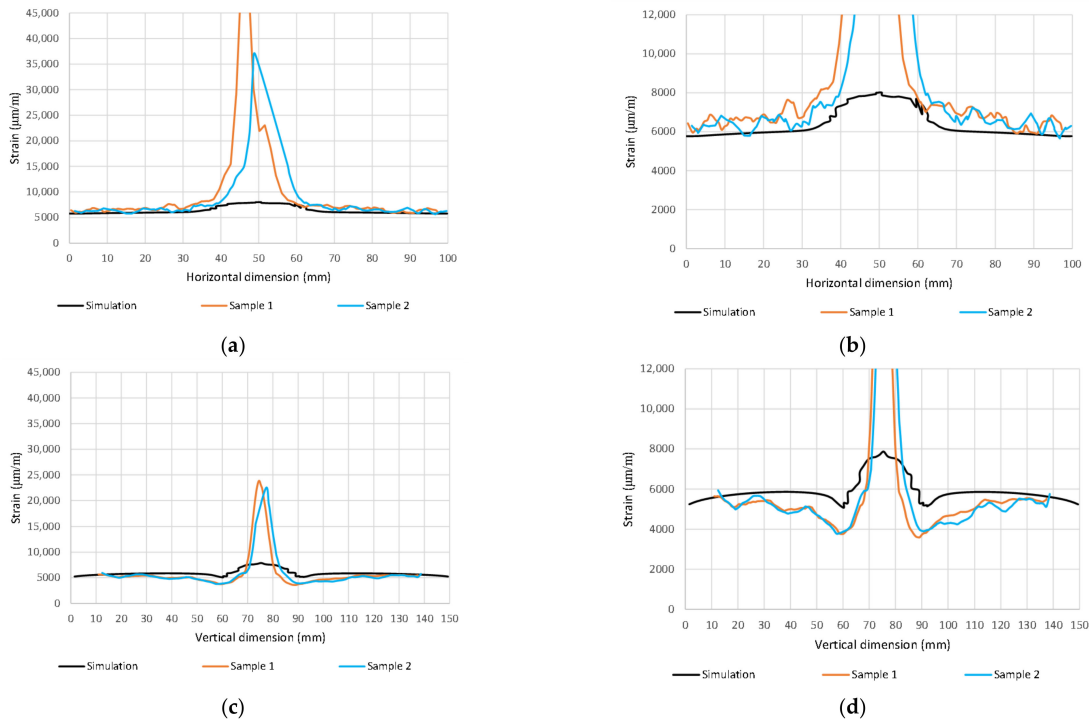 45,000
40,000
35,000
30,000
25,000
20,000
15,000
10,000
5000
0
Strain (µm/m)
0 10 20 30 40 50 60 70 80 90 100
Horizontal dimension (mm)
Simulation Sample 1 Sample 2
(a)
12,000
10,000
8000
6000
4000
2000
0
Strain (µm/m)
0 10 20 30 40 50 60 70 80 90 100
Horizontal dimension (mm)
Simulation Sample 1 Sample 2
(b)
45,000
40,000
35,000
30,000
25,000
20,000
15,000
10,000
5000
0
Strain (µm/m)
0 10 20 30 40 50 60 70 80 90 100 110 120 130 140 150
Vertical dimension (mm)
Simulation Sample 1 Sample 2
(c)
12,000
10,000
8000
6000
4000
2000
0
Strain (µm/m)
0 10 20 30 40 50 60 70 80 90 100 110 120 130 140 150
Vertical dimension (mm)
Simulation Sample 1 Sample 2
(d)